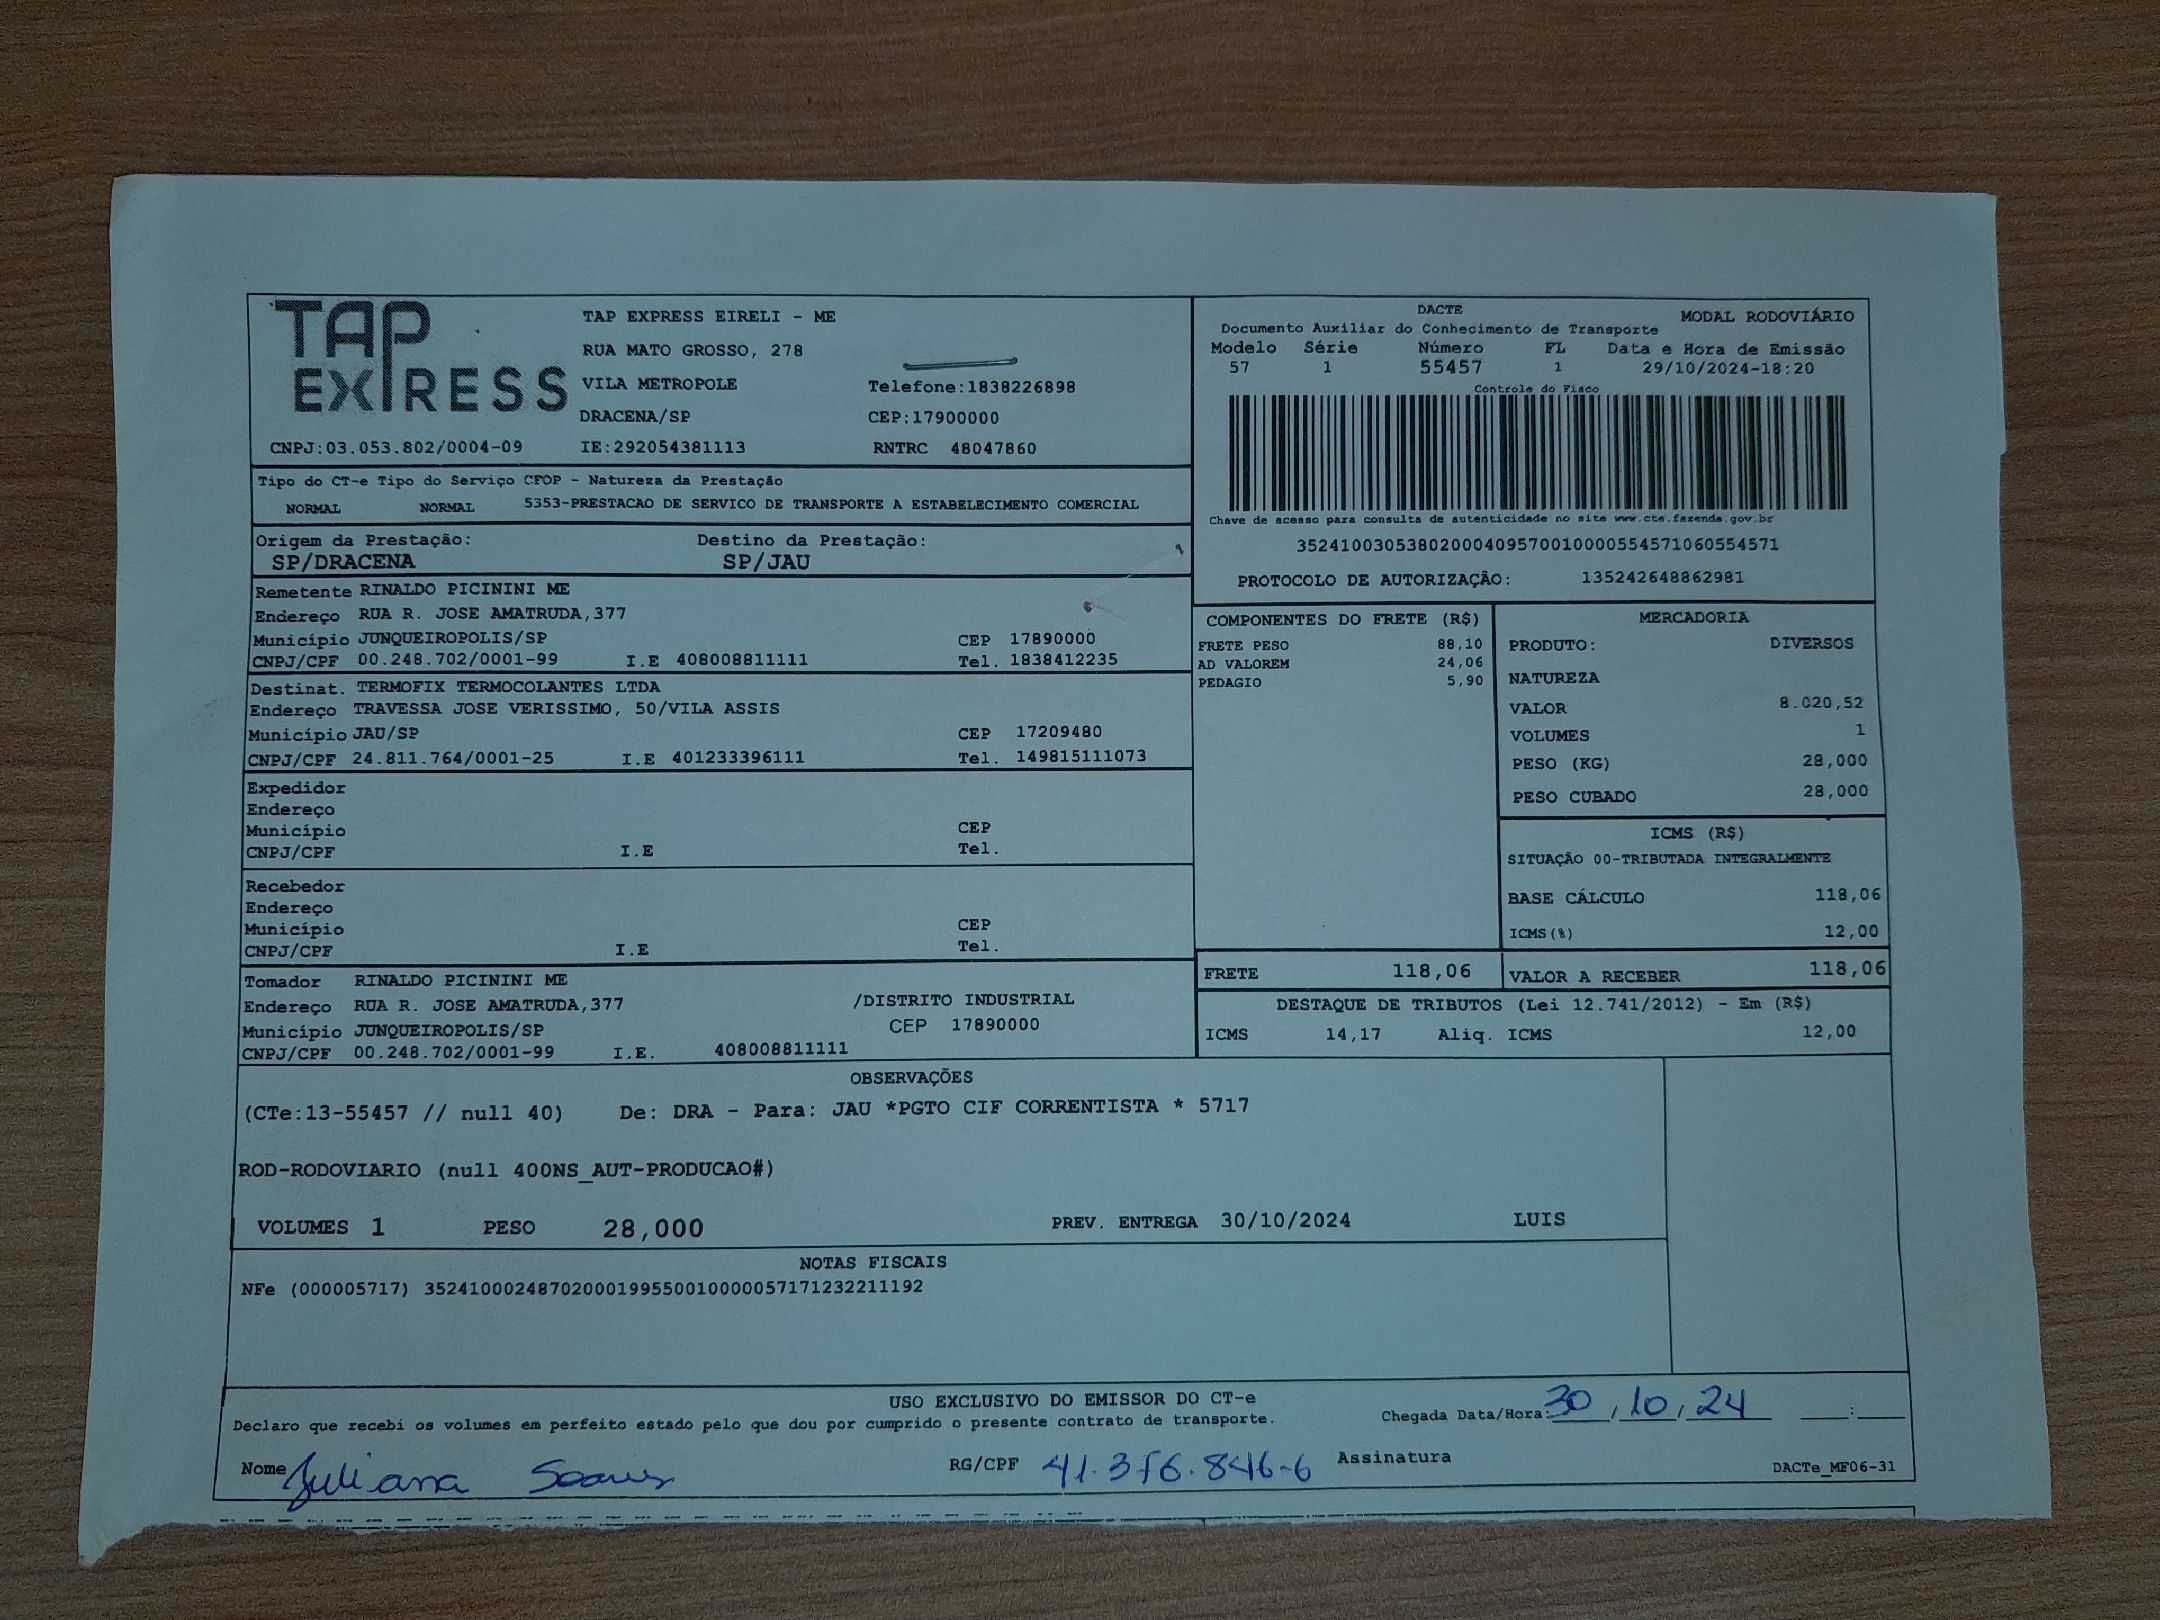 TAP
EXPRESS
TAP EXPRESS EIRELI - ME
RUA MATO GROSSO, 278
VILA METROPOLE Telefone:1838226898
DRACENA/SP CEP:17900000
CNPJ:03.053.802/0004-09 IE:292054381113 RNTRC 48047860
DACTE MODAL RODOVIÁRIO
Documento Auxiliar do Conhecimento de Transporte
Modelo Série Número FL Data e Hora de Emissão
57 1 55457 1 29/10/2024-18:20
Controle do Fisco
Chave de acesso para consulta de autenticidade no site www.cte.fazenda.gov.br
35241003053802000409570010000554571060554571
PROTOCOLO DE AUTORIZAÇÃO: 135242648862981
Tipo do CT-e Tipo do Serviço CFOP - Natureza da Prestação
NORMAL NORMAL 5353-PRESTACAO DE SERVICO DE TRANSPORTE A ESTABELECIMENTO COMERCIAL
Origem da Prestação: Destino da Prestação:
SP/DRACENA SP/JAU
Remetente RINALDO PICININI ME
Endereço RUA R. JOSE AMATRUDA,377
Município JUNQUEIROPOLIS/SP CEP 17890000
CNPJ/CPF 00.248.702/0001-99 I.E 408008811111 Tel. 1838412235
Destinat. TERMOFIX TERMOCOLANTES LTDA
Endereço TRAVESSA JOSE VERISSIMO, 50/VILA ASSIS
Município JAU/SP CEP 17209480
CNPJ/CPF 24.811.764/0001-25 I.E 401233396111 Tel. 149815111073
Expedidor
Endereço
Município CEP
CNPJ/CPF I.E Tel.
Recebedor
Endereço
Município CEP
CNPJ/CPF I.E Tel.
Tomador RINALDO PICININI ME
Endereço RUA R. JOSE AMATRUDA,377 /DISTRITO INDUSTRIAL
Município JUNQUEIROPOLIS/SP CEP 17890000
CNPJ/CPF 00.248.702/0001-99 I.E. 408008811111
COMPONENTES DO FRETE (R$)
FRETE PESO 88,10
AD VALOREM 24,06
PEDAGIO 5,90
MERCADORIA
PRODUTO: DIVERSOS
NATUREZA
VALOR 8.020,52
VOLUMES 1
PESO (KG) 28,000
PESO CUBADO 28,000
ICMS (R$)
SITUAÇÃO 00-TRIBUTADA INTEGRALMENTE
BASE CÁLCULO 118,06
ICMS(%) 12,00
FRETE 118,06 VALOR A RECEBER 118,06
DESTAQUE DE TRIBUTOS (Lei 12.741/2012) - Em (R$)
ICMS 14,17 Aliq. ICMS 12,00
OBSERVAÇÕES
(CTe:13-55457 // null 40) De: DRA - Para: JAU *PGTO CIF CORRENTISTA * 5717
ROD-RODOVIARIO (null 400NS_AUT-PRODUCAO#)
VOLUMES 1 PESO 28,000 PREV. ENTREGA 30/10/2024 LUIS
NOTAS FISCAIS
NFe (000005717) 35241000248702000199550010000057171232211192
USO EXCLUSIVO DO EMISSOR DO CT-e
Declaro que recebi os volumes em perfeito estado pelo que dou por cumprido o presente contrato de transporte. Chegada Data/Hora: 30,10,24 :
Nome Juliana Soares RG/CPF 41.376.846-6 Assinatura
DACTe_MF06-31